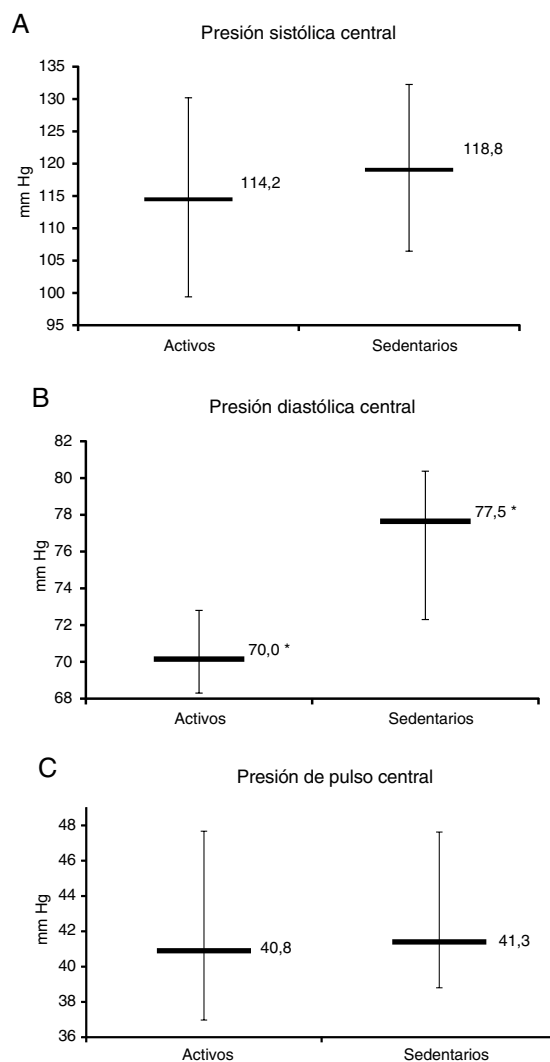 A
Presión sistólica central
135
130
125
120
115
110
105
100
95
mm Hg
114,2
118,8
Activos
Sedentarios
B
Presión diastólica central
82
80
78
76
74
72
70
68
mm Hg
70,0 *
77,5 *
Activos
Sedentarios
C
Presión de pulso central
48
46
44
42
40
38
36
mm Hg
40,8
41,3
Activos
Sedentarios